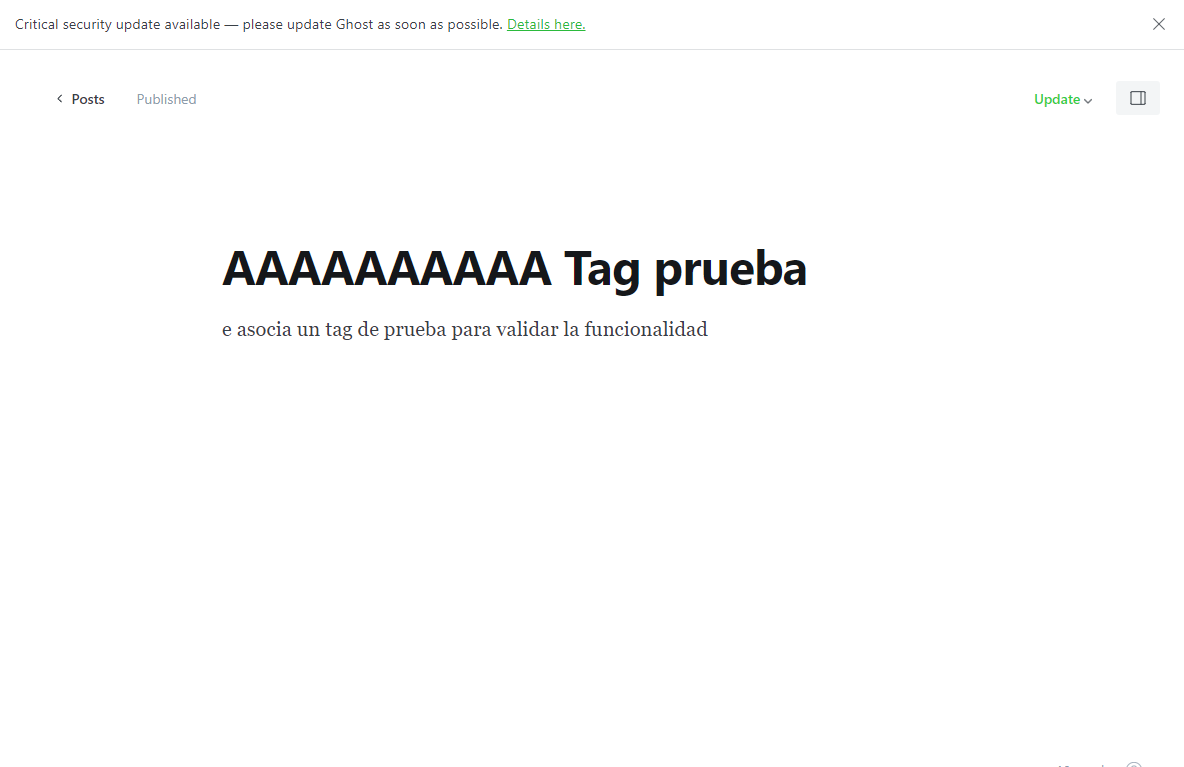 Critical security update available — please update Ghost as soon as possible. Details here.
Posts Published Update
AAAAAAAAAA Tag prueba
e asocia un tag de prueba para validar la funcionalidad